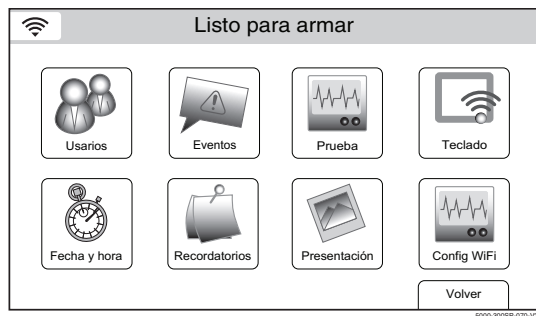 Listo para armar
Usarios
Eventos
Prueba
Teclado
Fecha y hora
Recordatorios
Presentación
Config WiFi
Volver